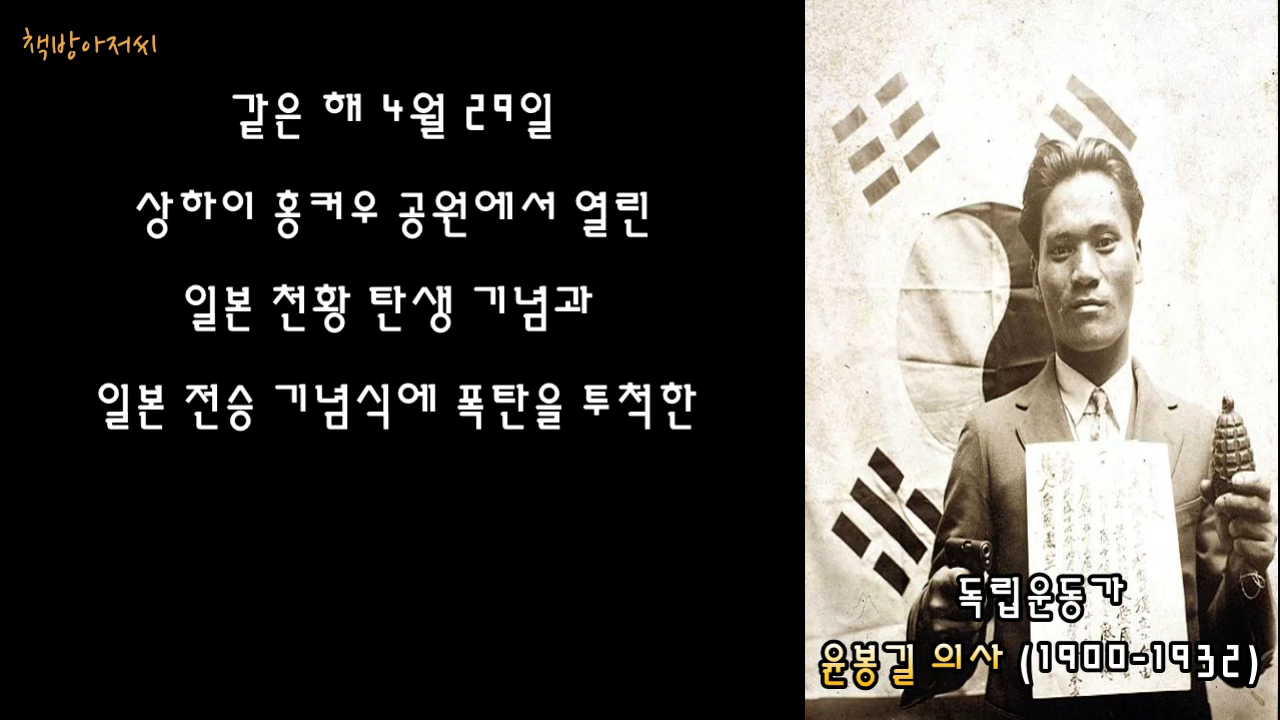 책방아저씨
같은 해 4월 29일
상하이 홍커우 공원에서 열린
일본 천황 탄생 기념과
일본 전승 기념식에 폭탄을 투척한
독립운동가
윤봉길 의사 (1900-1932)